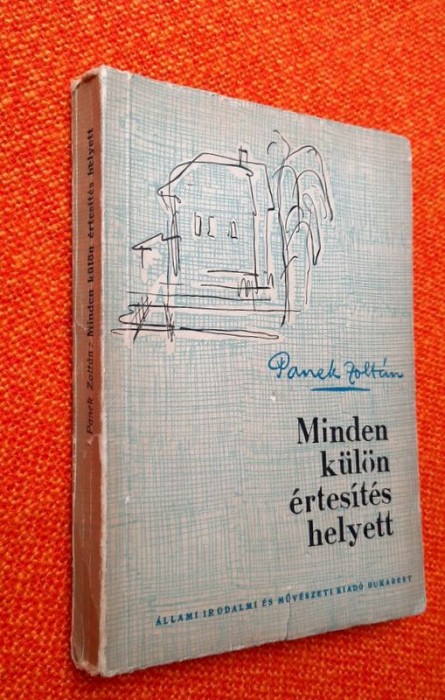 Panek Zoltán: Minden külön értesítés helyett
Panek Zoltán
Minden
külön
értesítés
helyett
ÁLLAMI IRODALMI ÉS MŰVÉSZETI KIADÓ BUKAREST